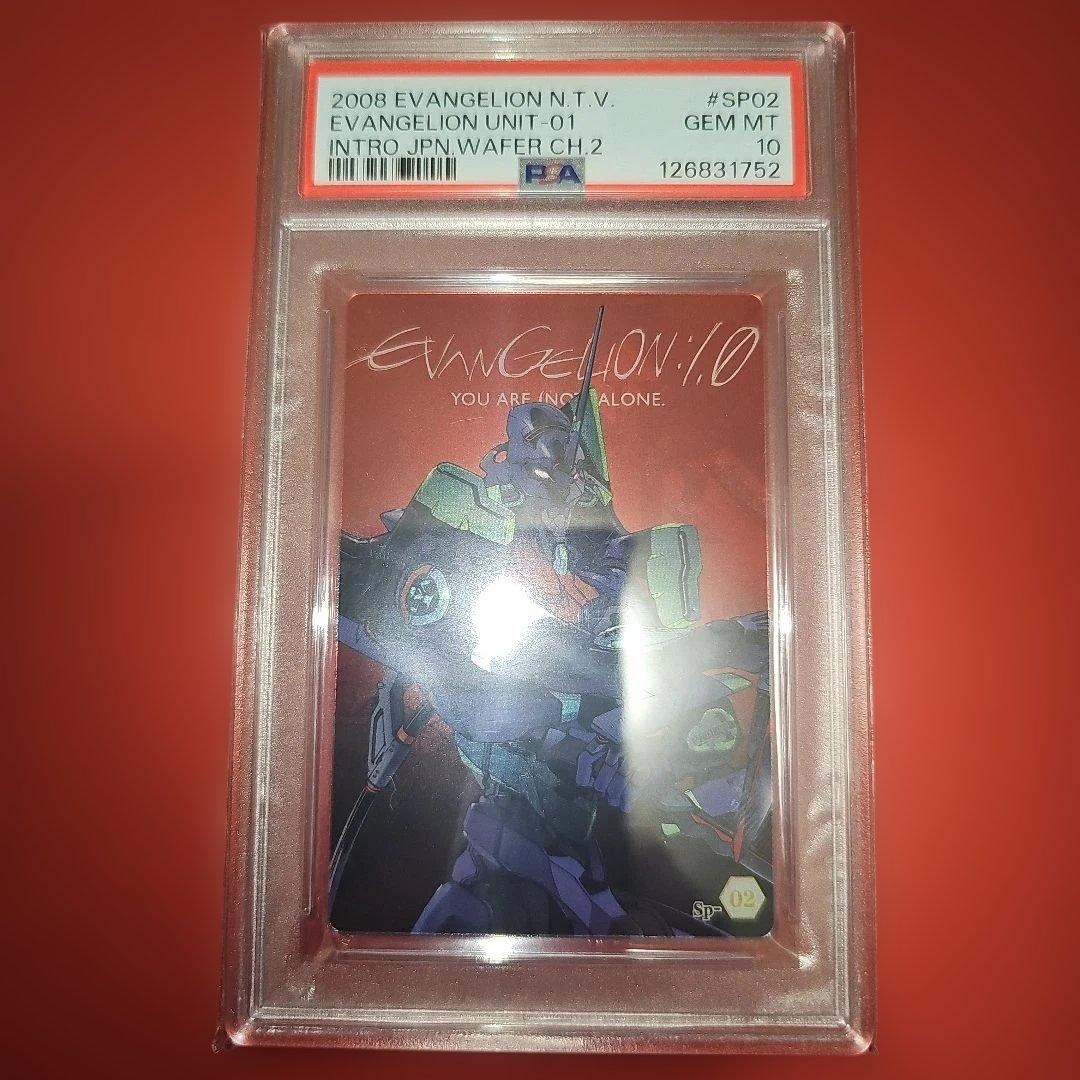 2008 EVANGELION N.T.V. #SP02
EVANGELION UNIT-01 GEM MT
INTRO JPN.WAFER CH.2 10
PSA 126831752
EVANGELION:1.0
YOU ARE (NOT) ALONE.
Sp- 02